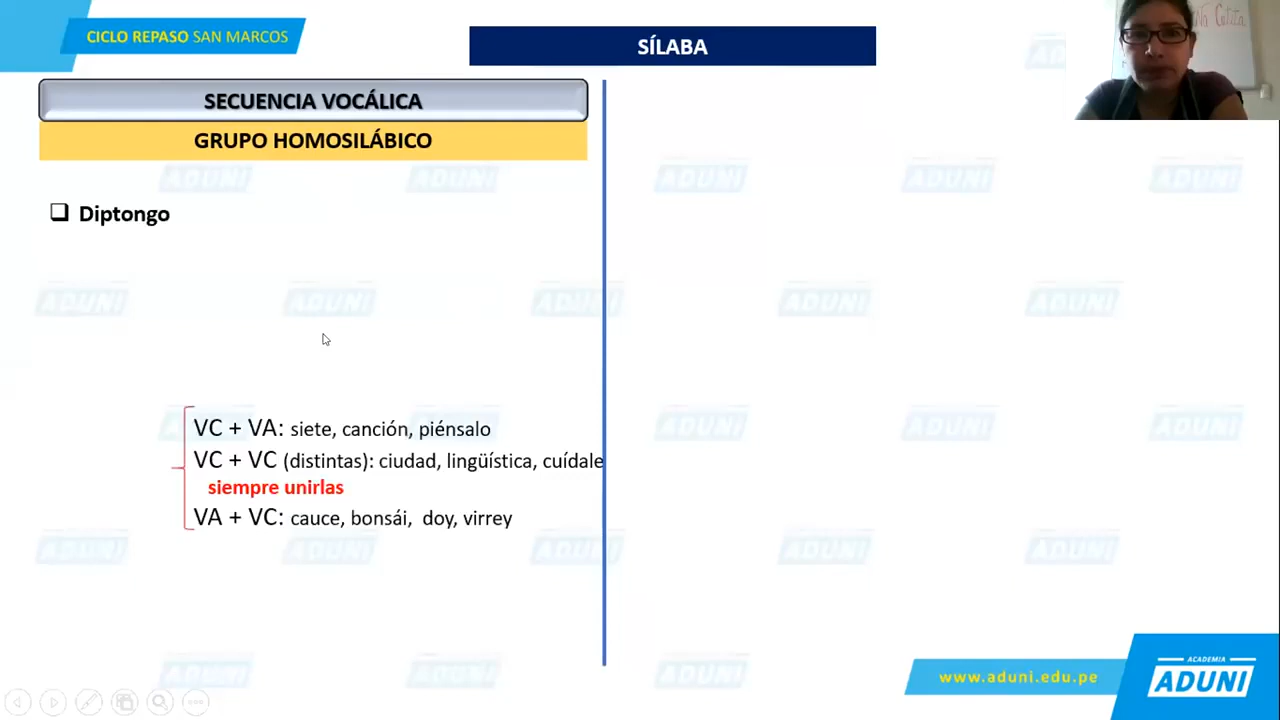 CICLO REPASO SAN MARCOS
SÍLABA
SECUENCIA VOCÁLICA
GRUPO HOMOSILÁBICO
❑ Diptongo
VC + VA: siete, canción, piénsalo
VC + VC (distintas): ciudad, lingüística, cuídale
siempre unirlas
VA + VC: cauce, bonsái, doy, virrey
www.aduni.edu.pe
ACADEMIA
ADUNI